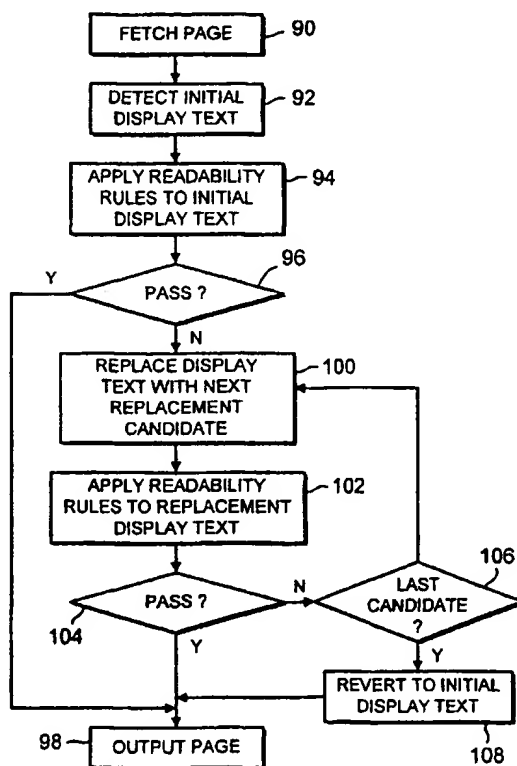 FETCH PAGE
90
DETECT INITIAL
DISPLAY TEXT
92
APPLY READABILITY
RULES TO INITIAL
DISPLAY TEXT
94
96
Y
PASS ?
N
REPLACE DISPLAY
TEXT WITH NEXT
REPLACEMENT
CANDIDATE
100
APPLY READABILITY
RULES TO REPLACEMENT
DISPLAY TEXT
102
PASS ?
104
N
Y
LAST
CANDIDATE
?
106
Y
REVERT TO INITIAL
DISPLAY TEXT
108
98
OUTPUT PAGE